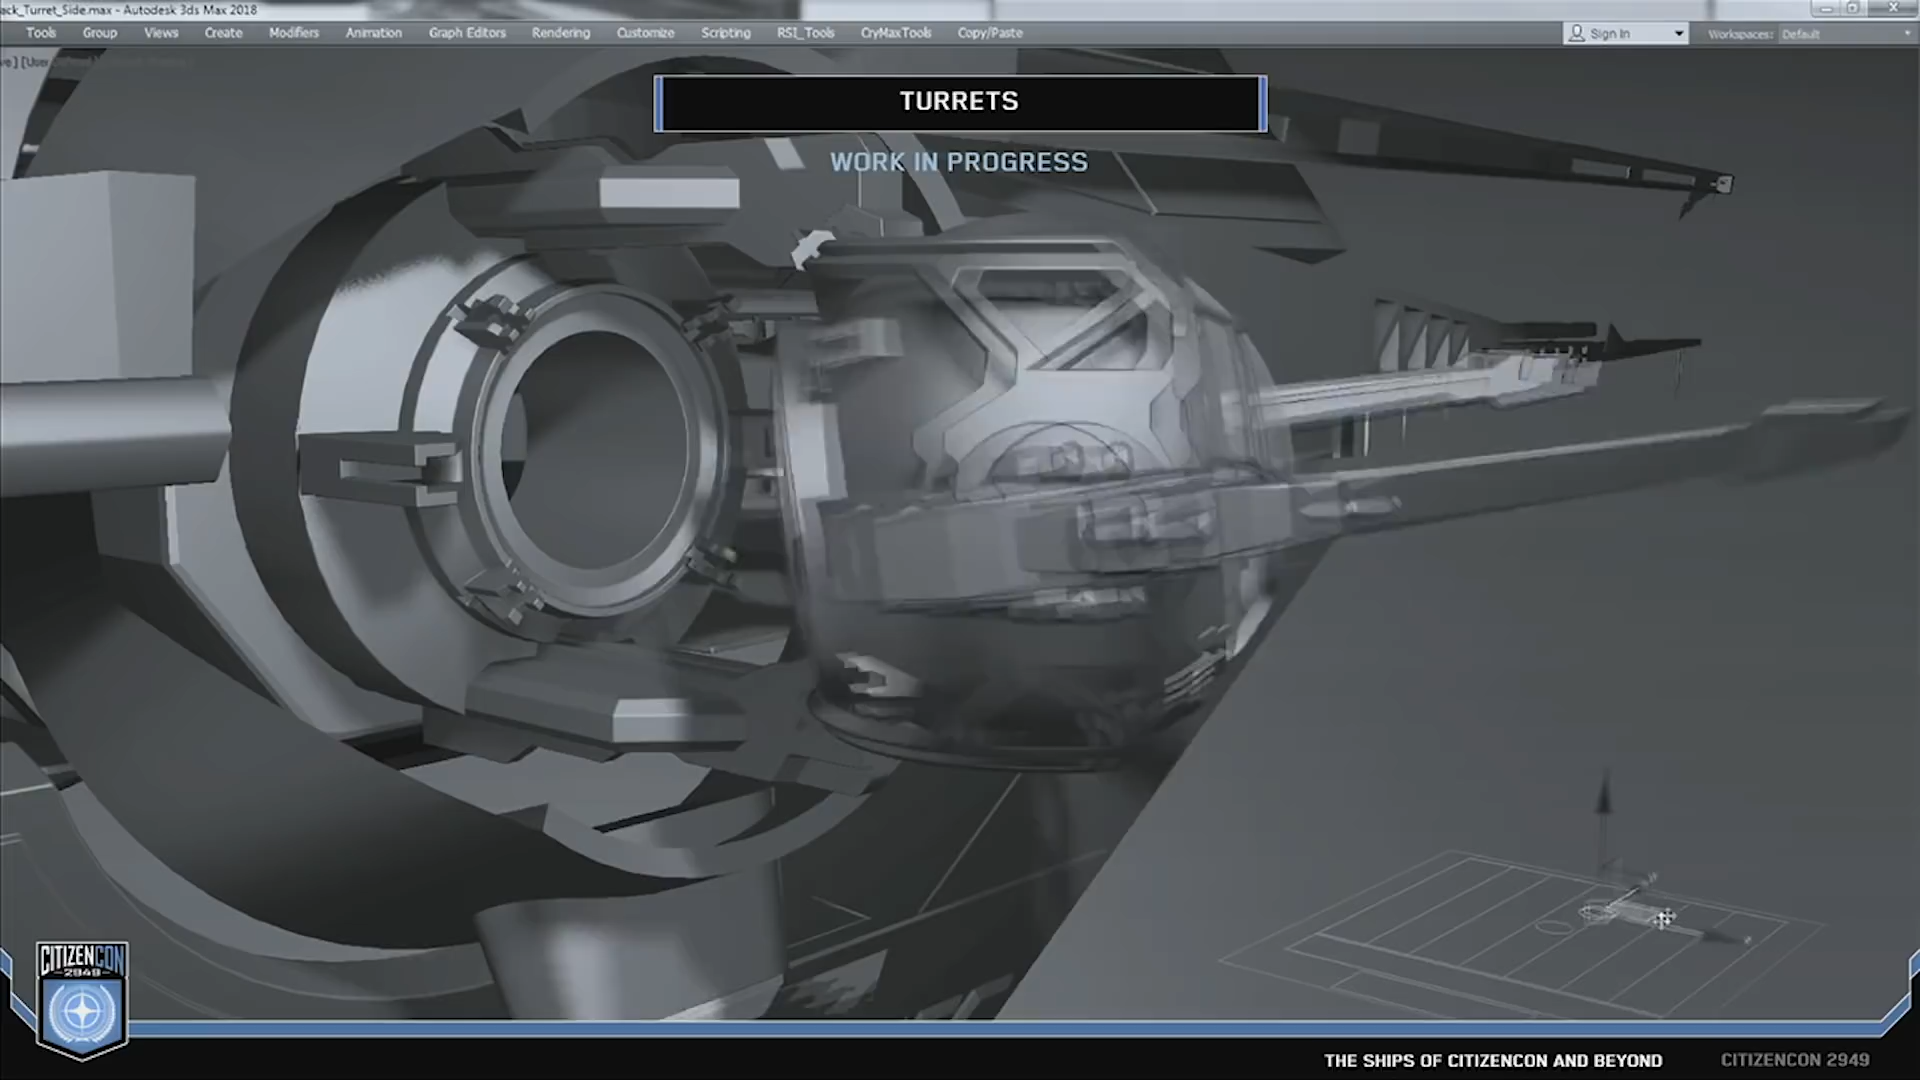 ack_Turret_Side.max - Autodesk 3ds Max 2018
Tools Group Views Create Modifiers Animation Graph Editors Rendering Customize Scripting RSI_Tools CryMaxTools Copy/Paste Sign In Workspaces: Default
TURRETS
WORK IN PROGRESS
CITIZENCON
2949
THE SHIPS OF CITIZENCON AND BEYOND CITIZENCON 2949